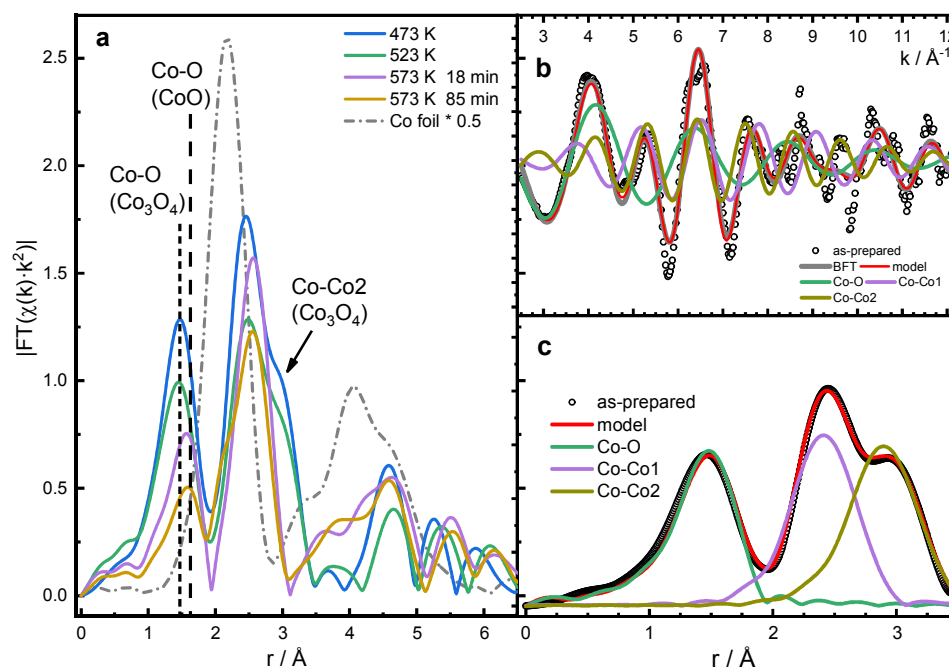 a
473 K
523 K
573 K 18 min
573 K 85 min
Co foil * 0.5
Co-O
(CoO)
Co-O
(Co₃O₄)
Co-Co2
(Co₃O₄)
|FT(χ(k)·k²)|
2.5
2.0
1.5
1.0
0.5
0.0
0 1 2 3 4 5 6
r / Å
3 4 5 6 7 8 9 10 11 12
k / Å⁻¹
b
as-prepared
BFT model
Co-O Co-Co1
Co-Co2
c
as-prepared
model
Co-O
Co-Co1
Co-Co2
0 1 2 3
r / Å